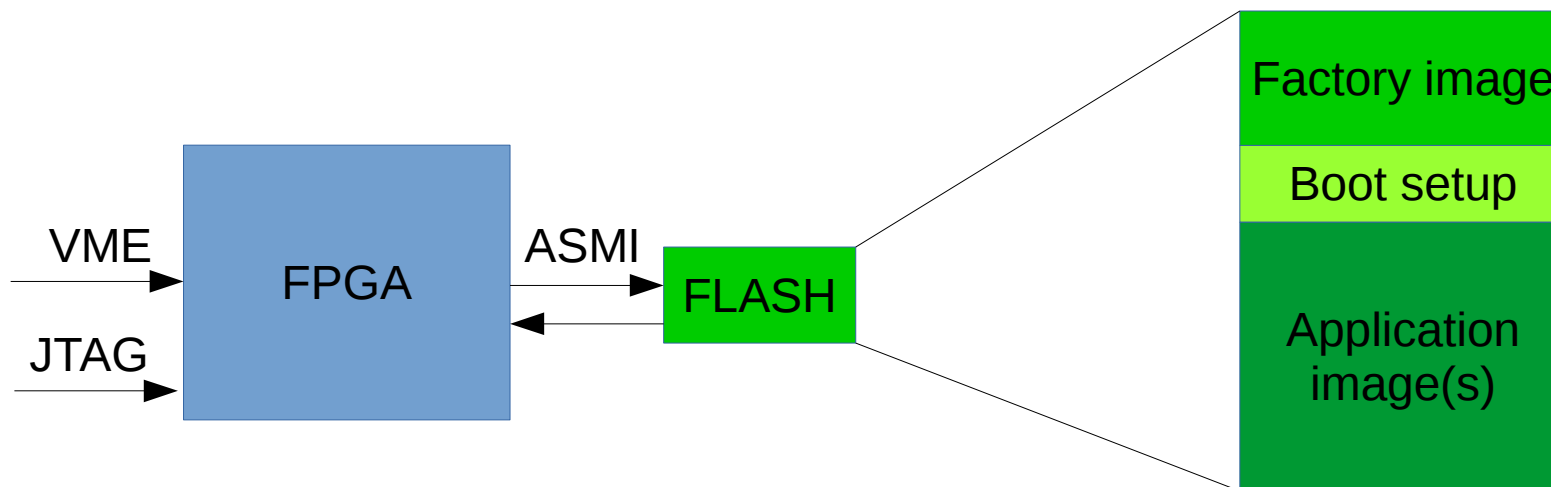 VME
JTAG
FPGA
ASMI
FLASH
Factory image
Boot setup
Application
image(s)